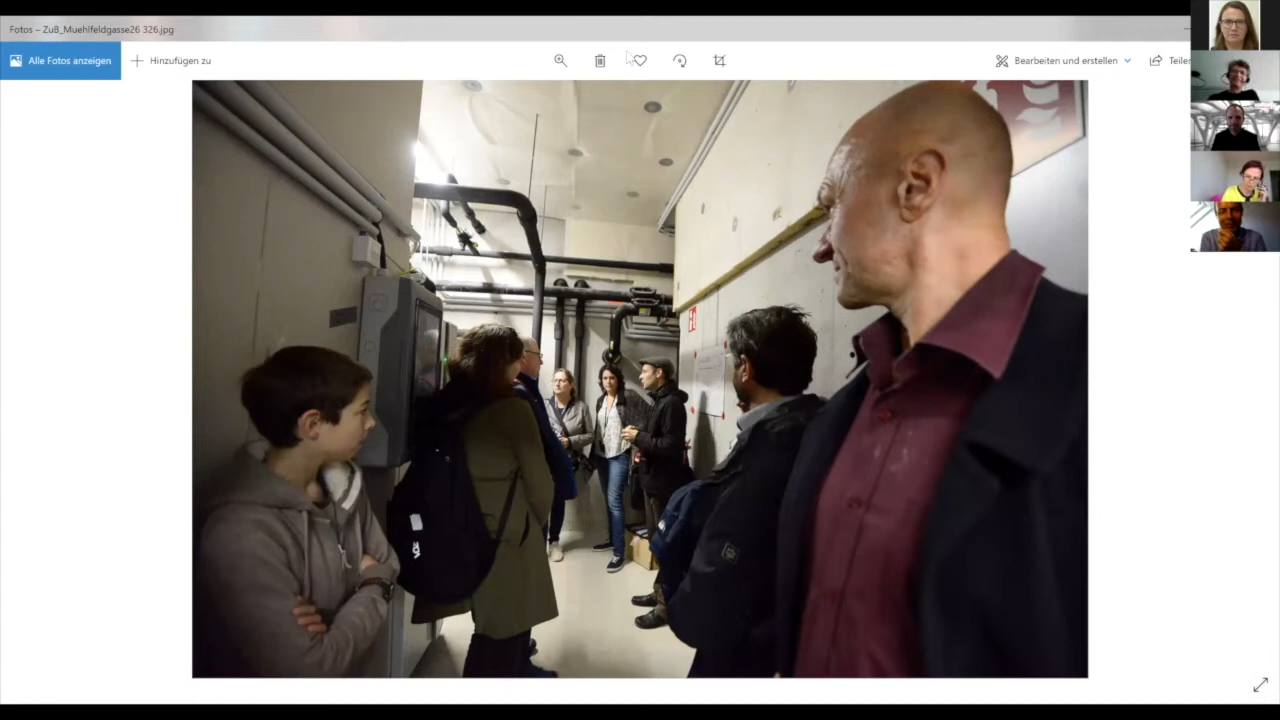 Fotos – ZuB_Muehlfeldgasse26 326.jpg
Alle Fotos anzeigen
Hinzufügen zu
Bearbeiten und erstellen
Teilen